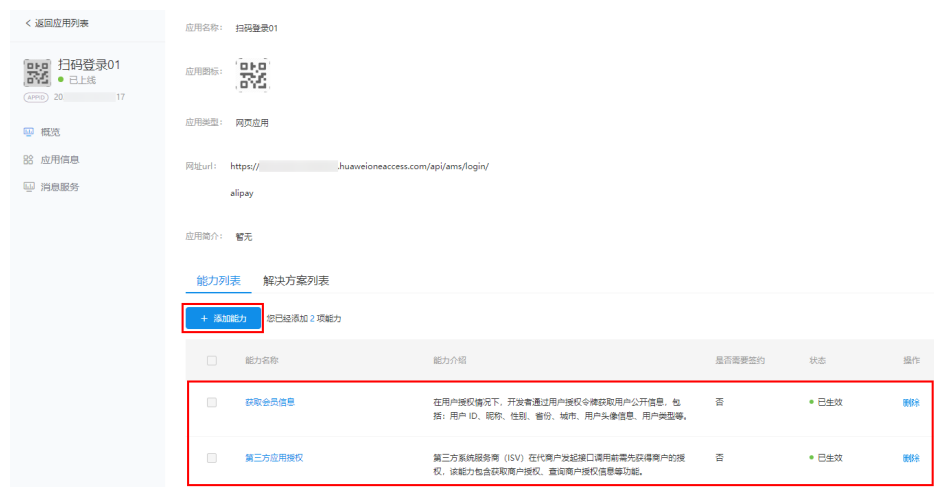 < 返回应用列表
扫码登录01
已上线
APPID 20 17
概览
应用信息
消息服务
应用名称： 扫码登录01
应用图标：
应用类型： 网页应用
网址url： https:// .huaweioneaccess.com/api/ams/login/
alipay
应用简介： 暂无
能力列表 解决方案列表
+ 添加能力 您已经添加 2 项能力
能力名称 能力介绍 是否需要签约 状态 操作
获取会员信息 在用户授权情况下，开发者通过用户授权令牌获取用户公开信息，包 否 已生效 删除
括：用户 ID、昵称、性别、省份、城市、用户头像信息、用户类型等。
第三方应用授权 第三方系统服务商（ISV）在代商户发起接口调用前需先获得商户的授 否 已生效 删除
权，该能力包含获取商户授权、查询商户授权信息等功能。